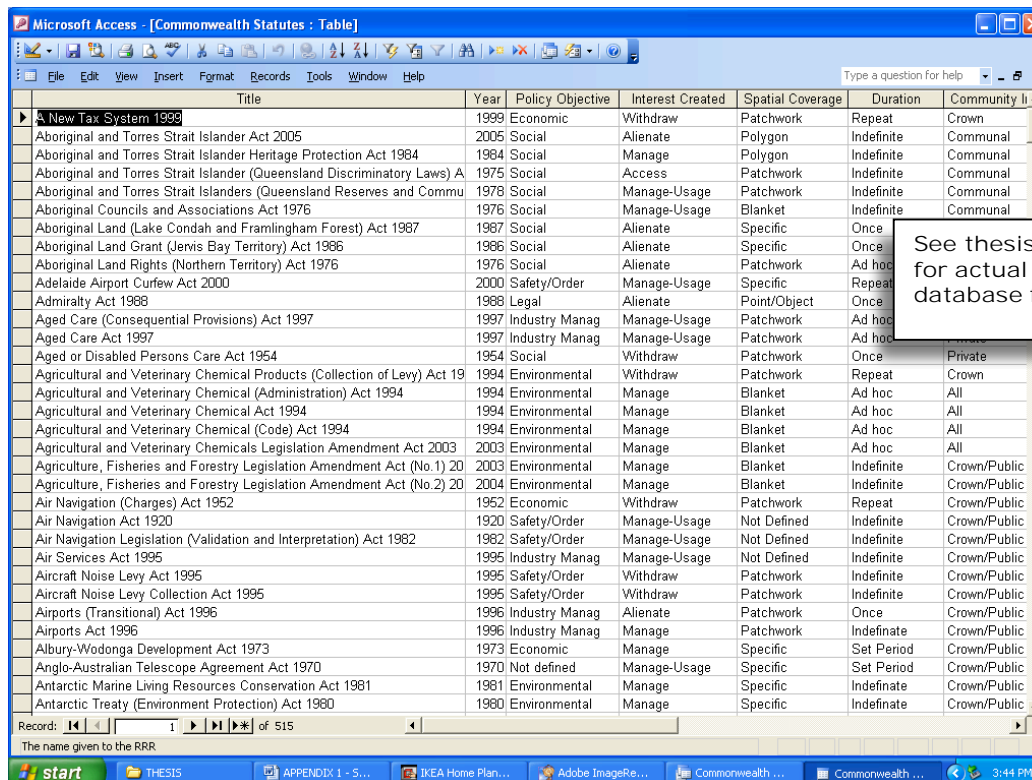 Microsoft Access - [Commonwealth Statutes : Table]
File Edit View Insert Format Records Tools Window Help Type a question for help
Title Year Policy Objective Interest Created Spatial Coverage Duration Community
A New Tax System 1999 1999 Economic Withdraw Patchwork Repeat Crown
Aboriginal and Torres Strait Islander Act 2005 2005 Social Alienate Polygon Indefinite Communal
Aboriginal and Torres Strait Islander Heritage Protection Act 1984 1984 Social Manage Polygon Indefinite Communal
Aboriginal and Torres Strait Islander (Queensland Discriminatory Laws) A 1975 Social Access Patchwork Indefinite Communal
Aboriginal and Torres Strait Islanders (Queensland Reserves and Commu 1978 Social Manage-Usage Patchwork Indefinite Communal
Aboriginal Councils and Associations Act 1976 1976 Social Manage-Usage Blanket Indefinite Communal
Aboriginal Land (Lake Condah and Framlingham Forest) Act 1987 1987 Social Alienate Specific Once
Aboriginal Land Grant (Jervis Bay Territory) Act 1986 1986 Social Alienate Specific Once
Aboriginal Land Rights (Northern Territory) Act 1976 1976 Social Alienate Patchwork Ad hoc
Adelaide Airport Curfew Act 2000 2000 Safety/Order Manage-Usage Specific Repeat
Admiralty Act 1988 1988 Legal Alienate Point/Object Once
Aged Care (Consequential Provisions) Act 1997 1997 Industry Manag Manage-Usage Patchwork Ad hoc
Aged Care Act 1997 1997 Industry Manag Manage-Usage Patchwork Ad hoc
See thesis
for actual
database
Aged or Disabled Persons Care Act 1954 1954 Social Withdraw Patchwork Once Private
Agricultural and Veterinary Chemical Products (Collection of Levy) Act 19 1994 Environmental Withdraw Patchwork Repeat Crown
Agricultural and Veterinary Chemical (Administration) Act 1994 1994 Environmental Manage Blanket Ad hoc All
Agricultural and Veterinary Chemical Act 1994 1994 Environmental Manage Blanket Ad hoc All
Agricultural and Veterinary Chemical (Code) Act 1994 1994 Environmental Manage Blanket Ad hoc All
Agricultural and Veterinary Chemicals Legislation Amendment Act 2003 2003 Environmental Manage Blanket Ad hoc All
Agriculture, Fisheries and Forestry Legislation Amendment Act (No.1) 20 2003 Environmental Manage Blanket Indefinite Crown/Public
Agriculture, Fisheries and Forestry Legislation Amendment Act (No.2) 20 2004 Environmental Manage Blanket Indefinite Crown/Public
Air Navigation (Charges) Act 1952 1952 Economic Withdraw Patchwork Repeat Crown/Public
Air Navigation Act 1920 1920 Safety/Order Manage-Usage Not Defined Indefinite Crown/Public
Air Navigation Legislation (Validation and Interpretation) Act 1982 1982 Safety/Order Manage-Usage Not Defined Indefinite Crown/Public
Air Services Act 1995 1995 Industry Manag Manage-Usage Not Defined Indefinite Crown/Public
Aircraft Noise Levy Act 1995 1995 Safety/Order Withdraw Patchwork Indefinite Crown/Public
Aircraft Noise Levy Collection Act 1995 1995 Safety/Order Withdraw Patchwork Indefinite Crown/Public
Airports (Transitional) Act 1996 1996 Industry Manag Alienate Patchwork Once Crown/Public
Airports Act 1996 1996 Industry Manag Manage Patchwork Indefinate Crown/Public
Albury-Wodonga Development Act 1973 1973 Economic Manage Specific Set Period Crown/Public
Anglo-Australian Telescope Agreement Act 1970 1970 Not defined Manage-Usage Specific Set Period Crown/Public
Antarctic Marine Living Resources Conservation Act 1981 1981 Environmental Manage Specific Indefinate Crown/Public
Antarctic Treaty (Environment Protection) Act 1980 1980 Environmental Manage Specific Indefinate Crown/Public
Record: 1 of 515
The name given to the RRR
start THESIS APPENDIX 1 - S... IKEA Home Plan... Adobe ImageRe... Commonwealth ... Commonwealth ... 3:44 PM